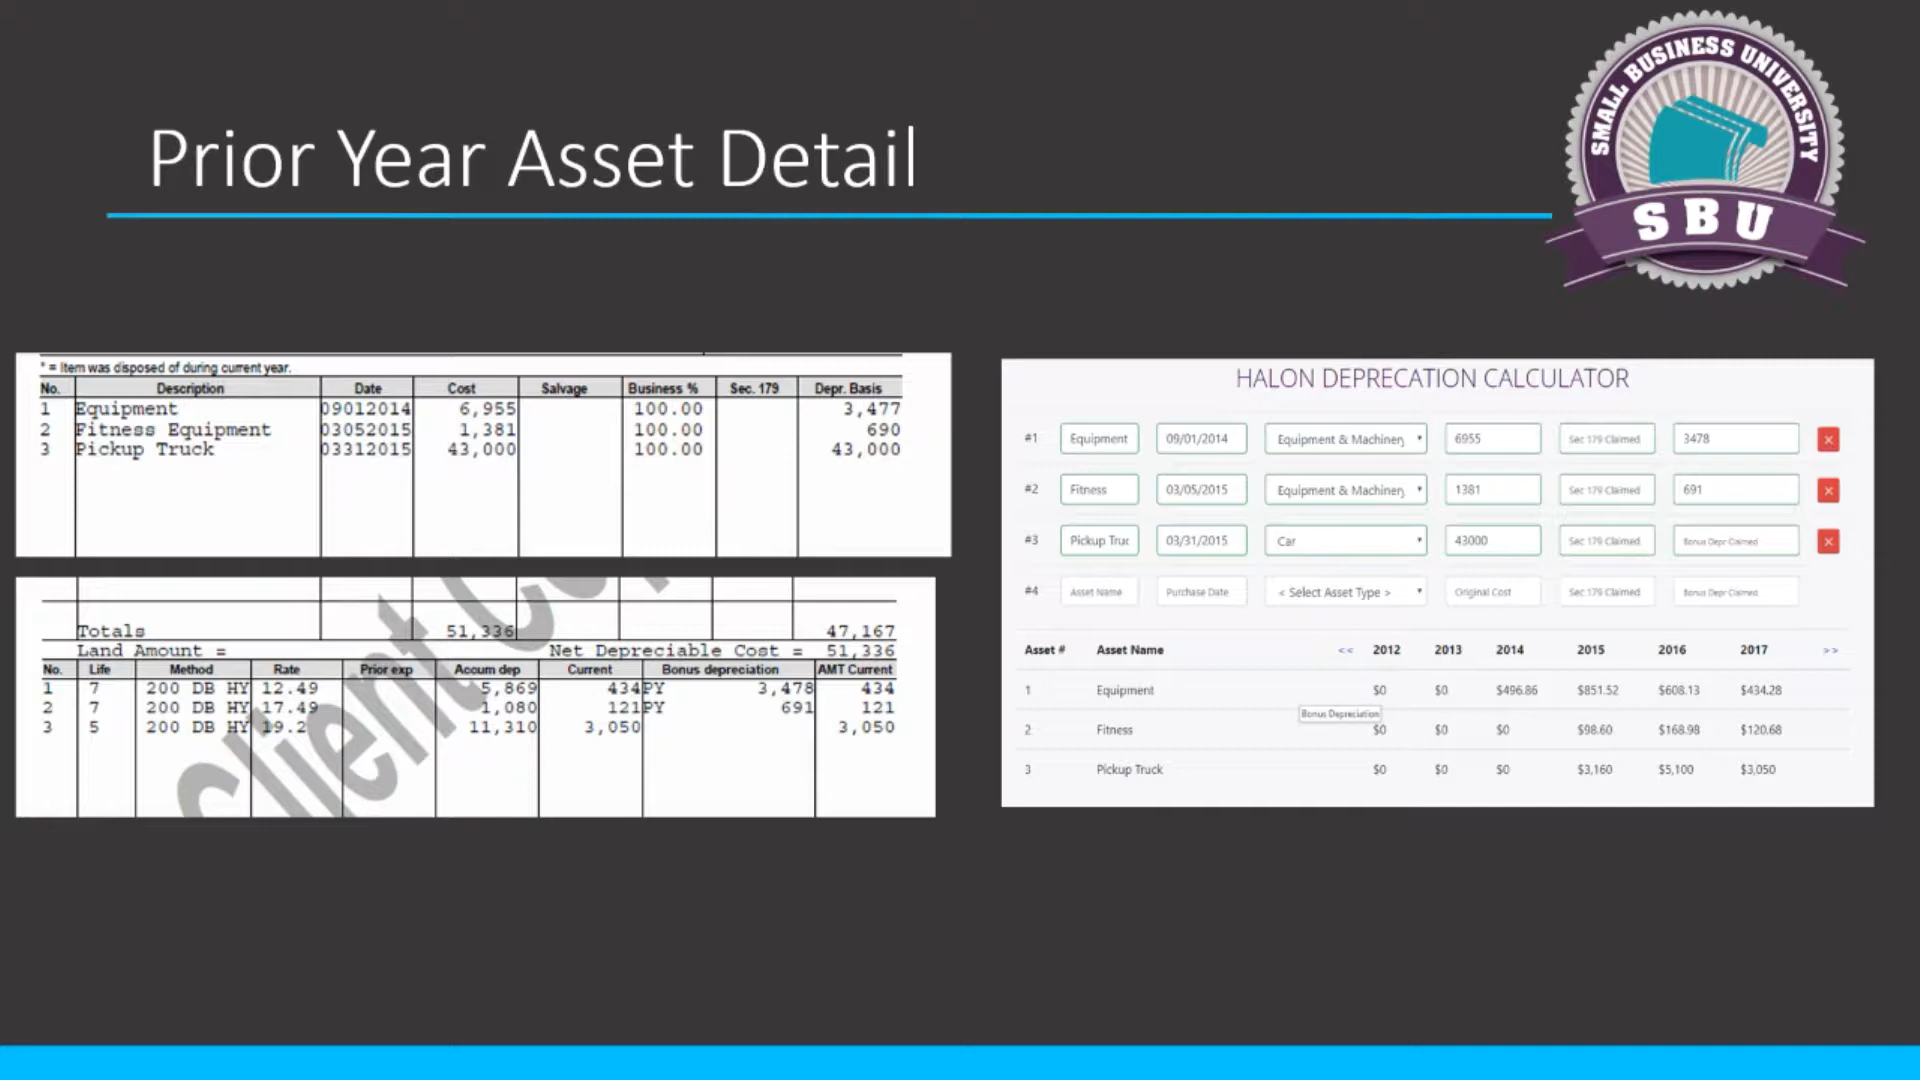 SMALL BUSINESS UNIVERSITY
SBU
Prior Year Asset Detail
* = Item was disposed of during current year.
No. Description Date Cost Salvage Business % Sec. 179 Depr. Basis
1 Equipment 09012014 6,955 100.00 3,477
2 Fitness Equipment 03052015 1,381 100.00 690
3 Pickup Truck 03312015 43,000 100.00 43,000
Totals 51,336 47,167
Land Amount = Net Depreciable Cost = 51,336
No. Life Method Rate Prior exp Accum dep Current Bonus depreciation AMT Current
1 7 200 DB HY 12.49 5,869 434PY 3,478 434
2 7 200 DB HY 17.49 1,080 121PY 691 121
3 5 200 DB HY 19.2 11,310 3,050 3,050
Client Cop
HALON DEPRECATION CALCULATOR
#1 Equipment 09/01/2014 Equipment & Machinery 6955 Sec 179 Claimed 3478 ×
#2 Fitness 03/05/2015 Equipment & Machinery 1381 Sec 179 Claimed 691 ×
#3 Pickup Truc 03/31/2015 Car 43000 Sec 179 Claimed Bonus Depr Claimed ×
#4 Asset Name Purchase Date < Select Asset Type > Original Cost Sec 179 Claimed Bonus Depr Claimed
Asset # Asset Name << 2012 2013 2014 2015 2016 2017 >>
1 Equipment $0 $0 $496.86 $851.52 $608.13 $434.28
Bonus Depreciation
2 Fitness $0 $0 $0 $98.60 $168.98 $120.68
3 Pickup Truck $0 $0 $0 $3,160 $5,100 $3,050